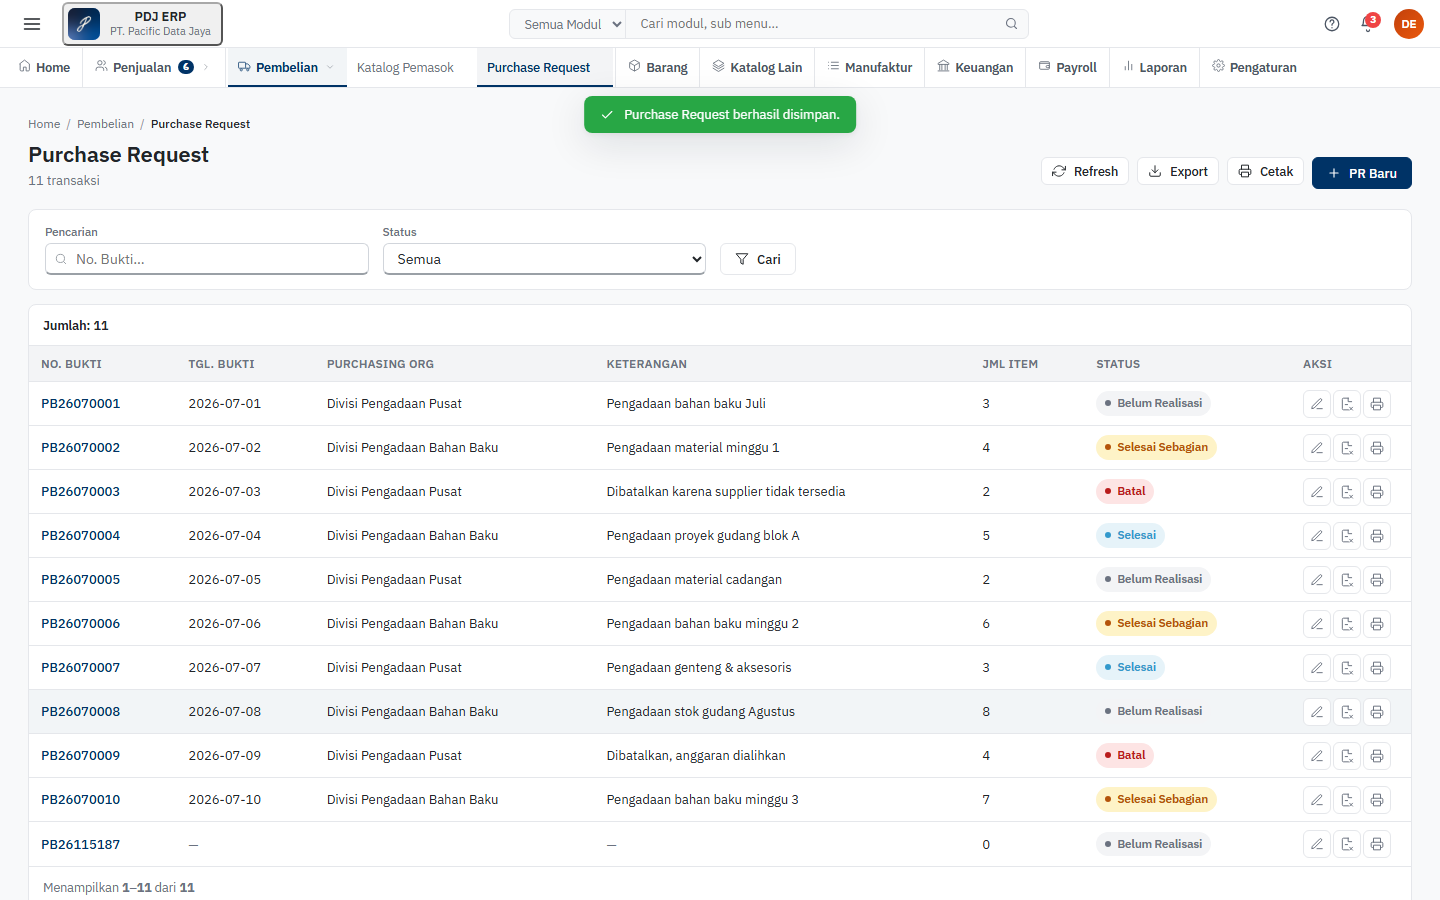 PDJ ERP
PT. Pacific Data Jaya
Semua Modul
Cari modul, sub menu...
3
DE
Home
Penjualan 6
Pembelian
Katalog Pemasok
Purchase Request
Barang
Katalog Lain
Manufaktur
Keuangan
Payroll
Laporan
Pengaturan
Purchase Request berhasil disimpan.
Home / Pembelian / Purchase Request
Purchase Request
11 transaksi
Refresh
Export
Cetak
PR Baru
Pencarian
Status
No. Bukti...
Semua
Cari
Jumlah: 11
NO. BUKTI TGL. BUKTI PURCHASING ORG KETERANGAN JML ITEM STATUS AKSI
PB26070001 2026-07-01 Divisi Pengadaan Pusat Pengadaan bahan baku Juli 3 Belum Realisasi
PB26070002 2026-07-02 Divisi Pengadaan Bahan Baku Pengadaan material minggu 1 4 Selesai Sebagian
PB26070003 2026-07-03 Divisi Pengadaan Pusat Dibatalkan karena supplier tidak tersedia 2 Batal
PB26070004 2026-07-04 Divisi Pengadaan Bahan Baku Pengadaan proyek gudang blok A 5 Selesai
PB26070005 2026-07-05 Divisi Pengadaan Pusat Pengadaan material cadangan 2 Belum Realisasi
PB26070006 2026-07-06 Divisi Pengadaan Bahan Baku Pengadaan bahan baku minggu 2 6 Selesai Sebagian
PB26070007 2026-07-07 Divisi Pengadaan Pusat Pengadaan genteng & aksesoris 3 Selesai
PB26070008 2026-07-08 Divisi Pengadaan Bahan Baku Pengadaan stok gudang Agustus 8 Belum Realisasi
PB26070009 2026-07-09 Divisi Pengadaan Pusat Dibatalkan, anggaran dialihkan 4 Batal
PB26070010 2026-07-10 Divisi Pengadaan Bahan Baku Pengadaan bahan baku minggu 3 7 Selesai Sebagian
PB26115187 — — 0 Belum Realisasi
Menampilkan 1–11 dari 11